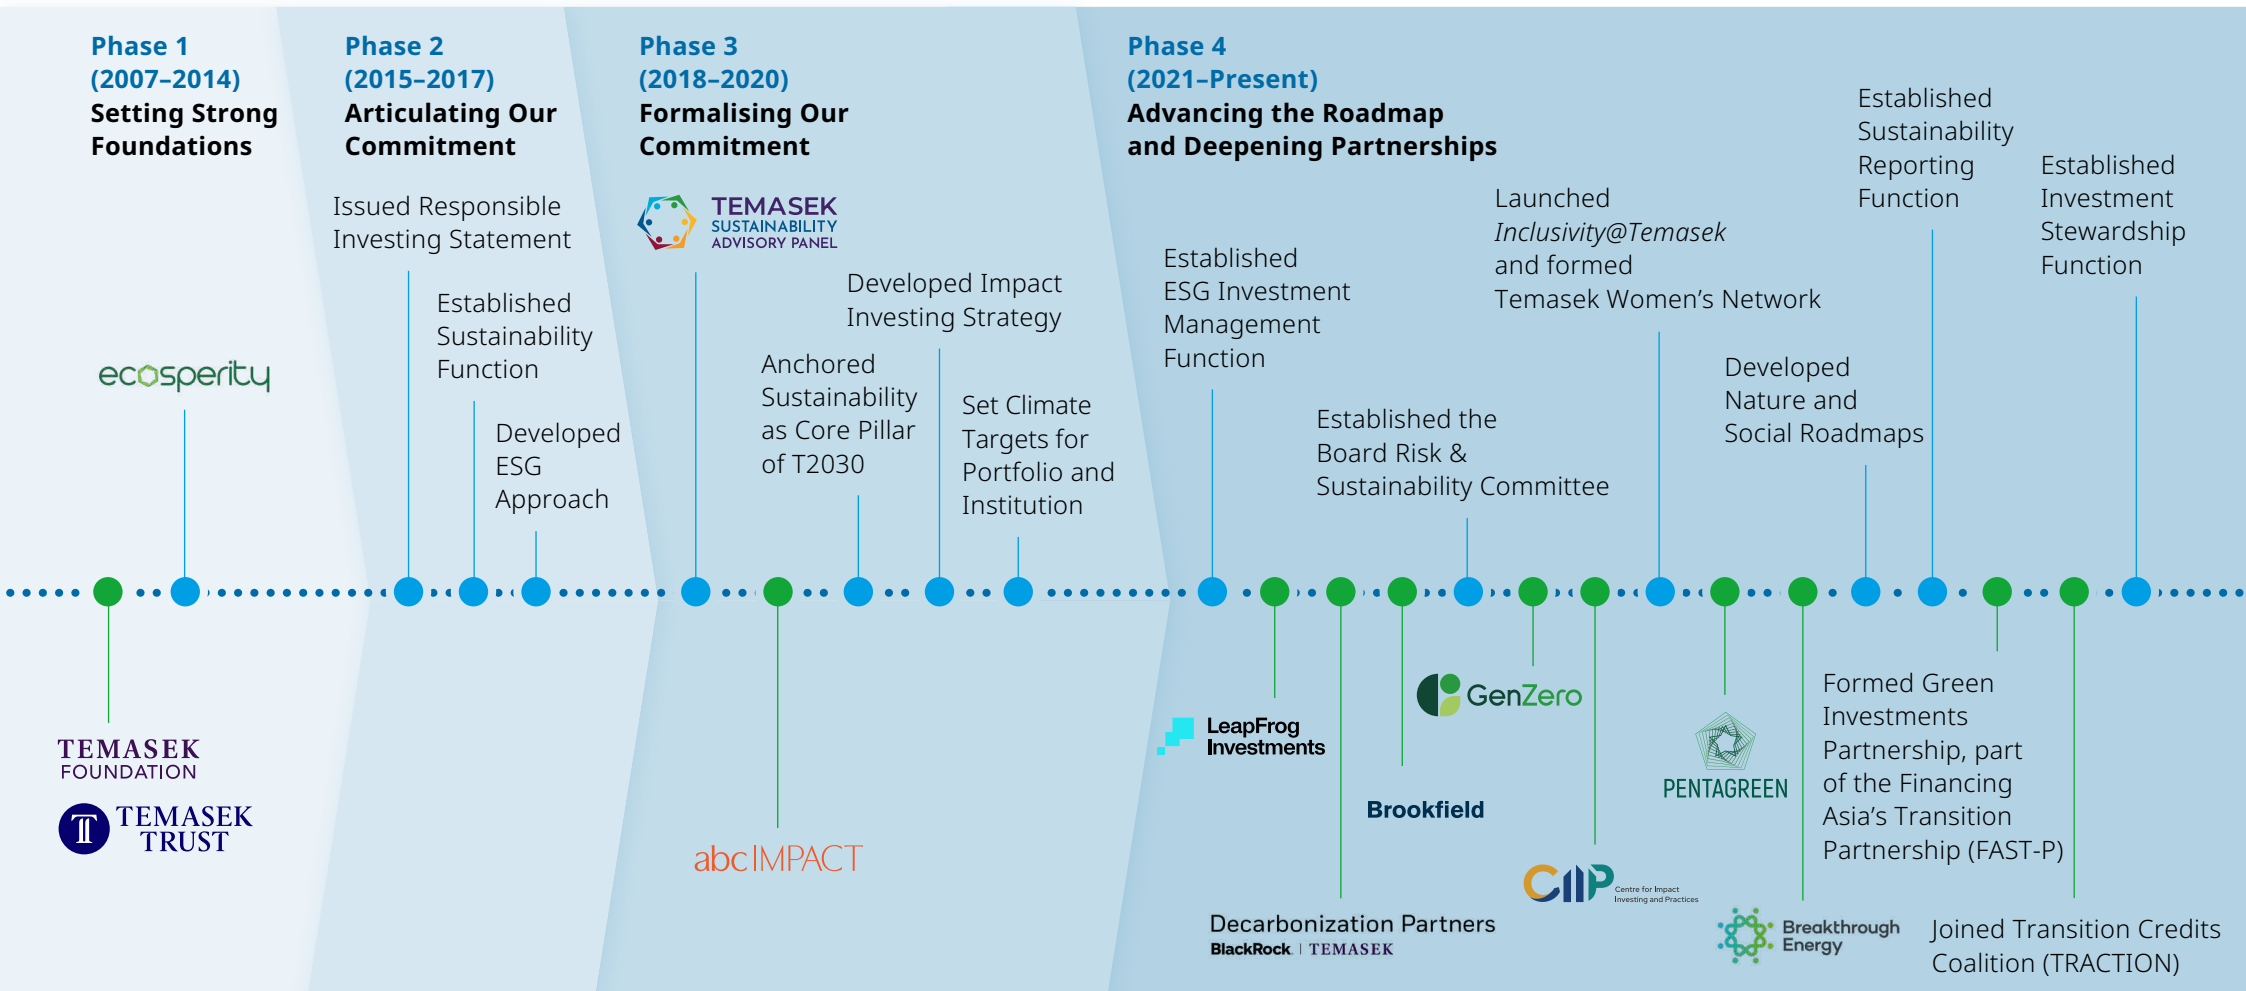 Phase 1
(2007–2014)
Setting Strong
Foundations
ecosperity
TEMASEK
FOUNDATION
TEMASEK
TRUST
Phase 2
(2015–2017)
Articulating Our
Commitment
Issued Responsible
Investing Statement
Established
Sustainability
Function
Developed
ESG
Approach
Phase 3
(2018–2020)
Formalising Our
Commitment
TEMASEK
SUSTAINABILITY
ADVISORY PANEL
abc IMPACT
Anchored
Sustainability
as Core Pillar
of T2030
Developed Impact
Investing Strategy
Set Climate
Targets for
Portfolio and
Institution
Phase 4
(2021–Present)
Advancing the Roadmap
and Deepening Partnerships
Established
ESG Investment
Management
Function
LeapFrog
Investments
Decarbonization Partners
BlackRock | TEMASEK
Brookfield
Established the
Board Risk &
Sustainability Committee
GenZero
CIIP
Centre for Impact
Investing and Practices
Launched
Inclusivity@Temasek
and formed
Temasek Women's Network
PENTAGREEN
Breakthrough
Energy
Developed
Nature and
Social Roadmaps
Established
Sustainability
Reporting
Function
Formed Green
Investments
Partnership, part
of the Financing
Asia's Transition
Partnership (FAST-P)
Joined Transition Credits
Coalition (TRACTION)
Established
Investment
Stewardship
Function